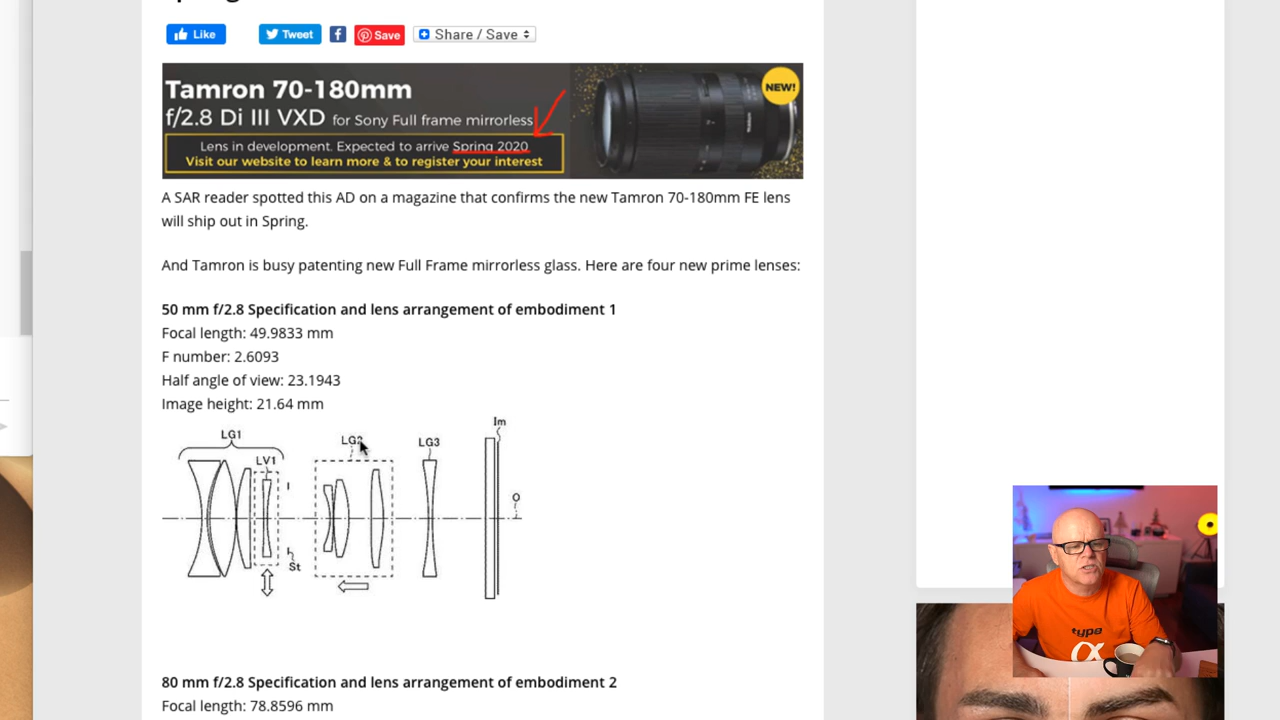 Like
Tweet
Save
Share / Save
Tamron 70-180mm
NEW!
f/2.8 Di III VXD for Sony Full frame mirrorless
Lens in development. Expected to arrive Spring 2020
Visit our website to learn more & to register your interest
A SAR reader spotted this AD on a magazine that confirms the new Tamron 70-180mm FE lens
will ship out in Spring.
And Tamron is busy patenting new Full Frame mirrorless glass. Here are four new prime lenses:
50 mm f/2.8 Specification and lens arrangement of embodiment 1
Focal length: 49.9833 mm
F number: 2.6093
Half angle of view: 23.1943
Image height: 21.64 mm
Im
LG1
LG2
LG3
LV1
I
O
St
type
α
80 mm f/2.8 Specification and lens arrangement of embodiment 2
Focal length: 78.8596 mm